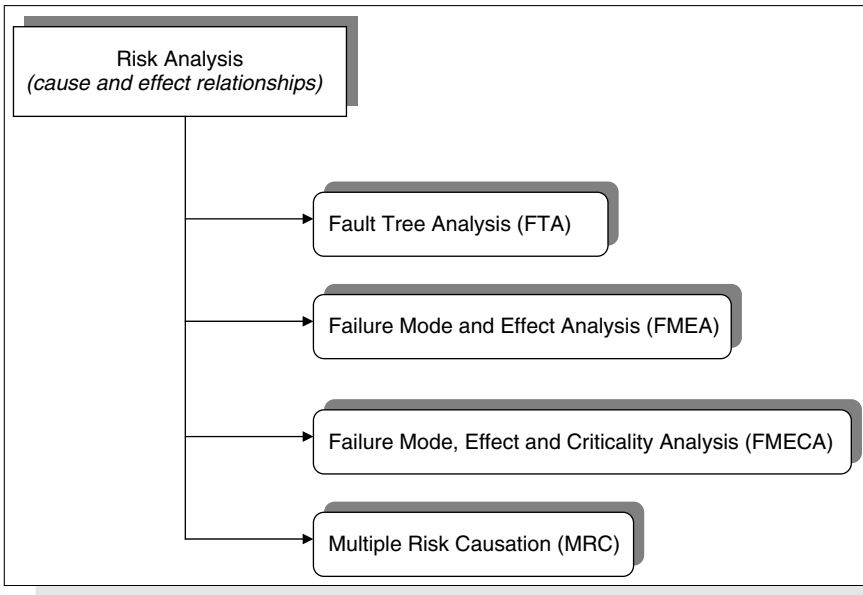 Risk Analysis
(cause and effect relationships)
Fault Tree Analysis (FTA)
Failure Mode and Effect Analysis (FMEA)
Failure Mode, Effect and Criticality Analysis (FMECA)
Multiple Risk Causation (MRC)